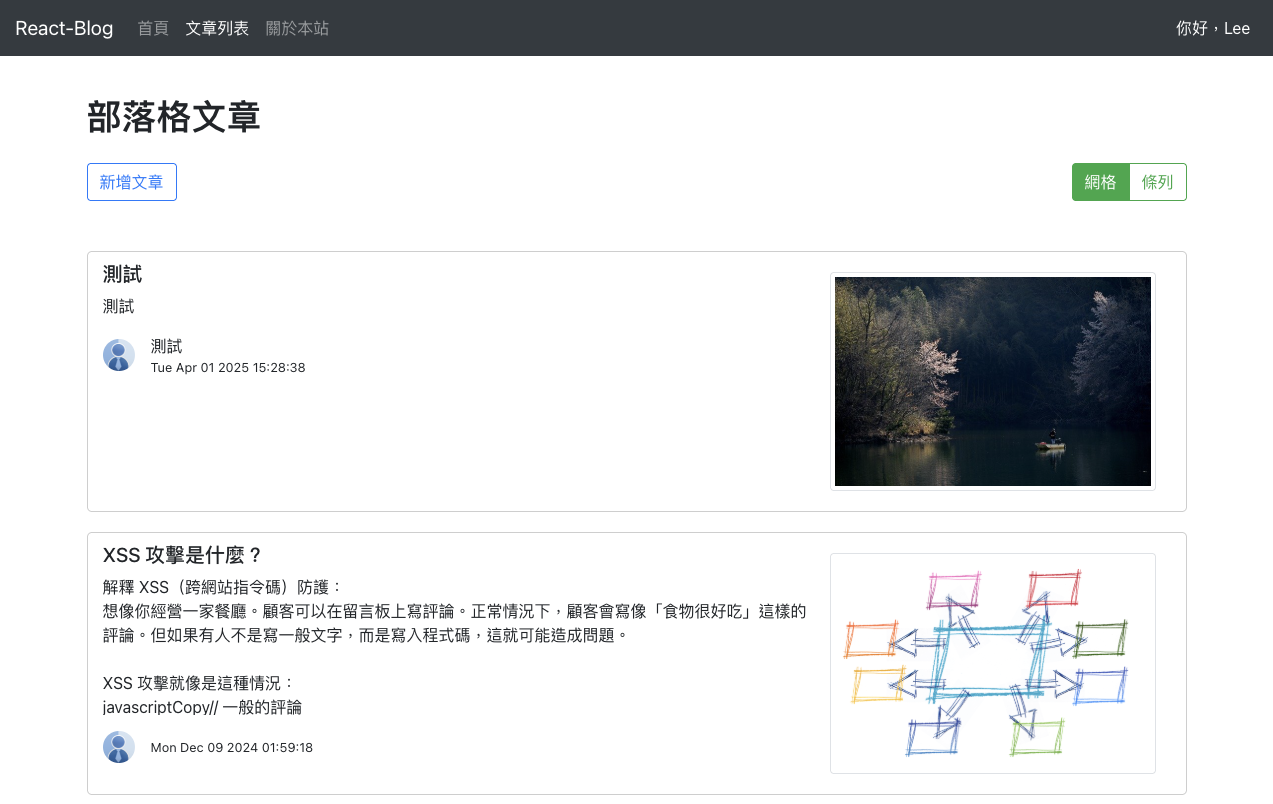 React-Blog 首頁 文章列表 關於本站 你好，Lee
部落格文章
新增文章 網格 條列
測試
測試
測試
Tue Apr 01 2025 15:28:38
XSS 攻擊是什麼？
解釋 XSS（跨網站指令碼）防護：
想像你經營一家餐廳。顧客可以在留言板上寫評論。正常情況下，顧客會寫像「食物很好吃」這樣的
評論。但如果有人不是寫一般文字，而是寫入程式碼，這就可能造成問題。
XSS 攻擊就像是這種情況：
javascriptCopy// 一般的評論
Mon Dec 09 2024 01:59:18